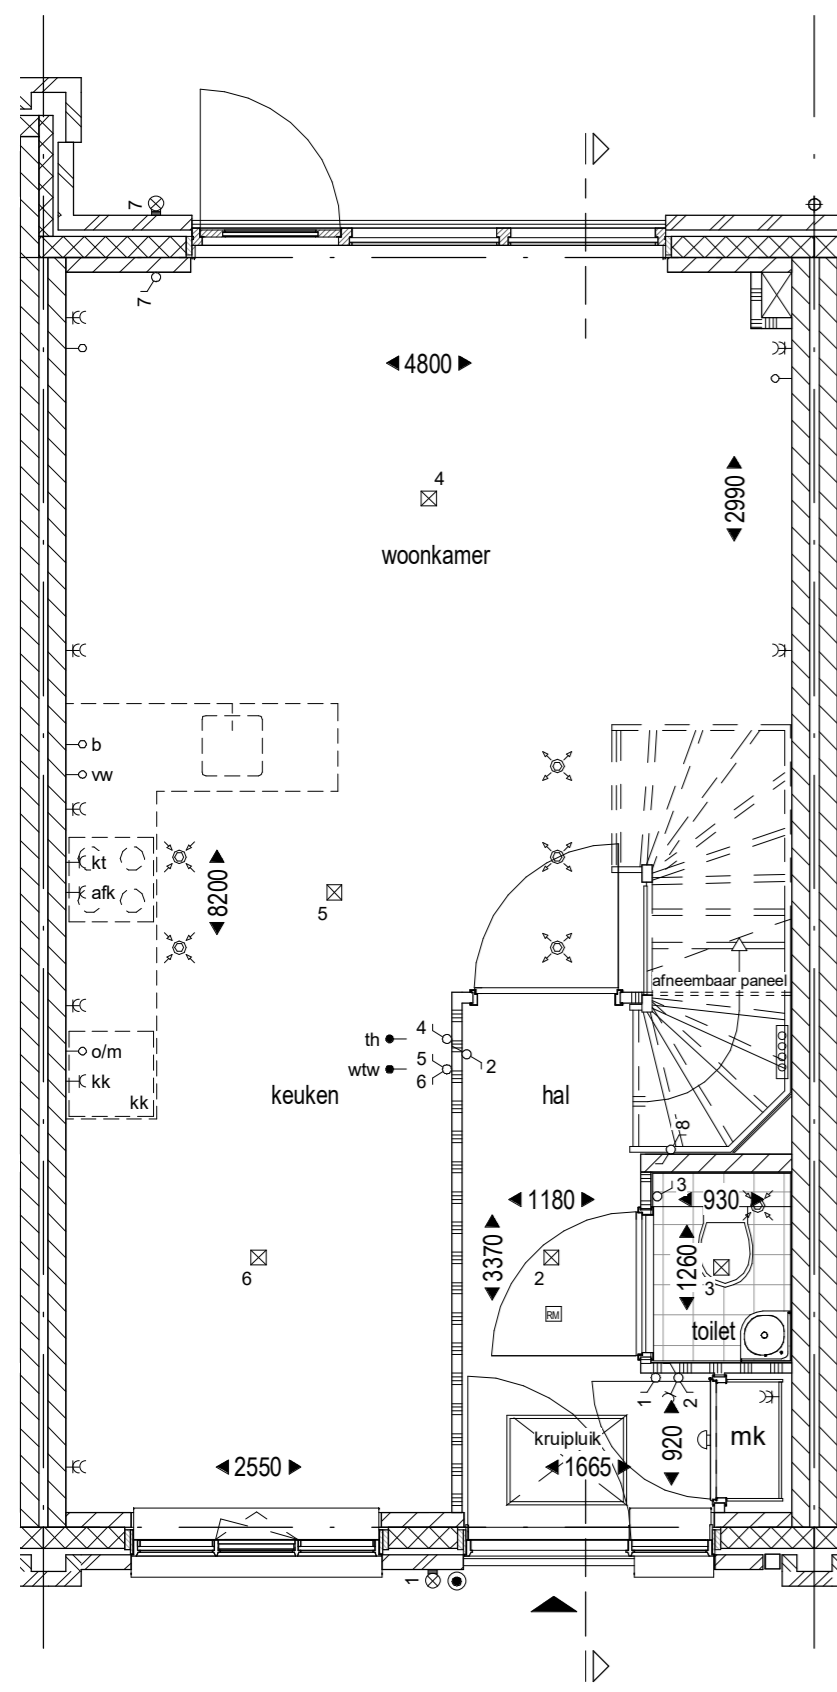 7
7
4800
4
2990
woonkamer
b
vw
kt
afk
8200
5
afneembaar paneel
th
4
2
o/m
wtw
5
6
kk
kk
keuken
hal
8
3
1180
930
3370
1260
6
2
3
RM
toilet
1
2
kruipluik
920
mk
2550
1665
1